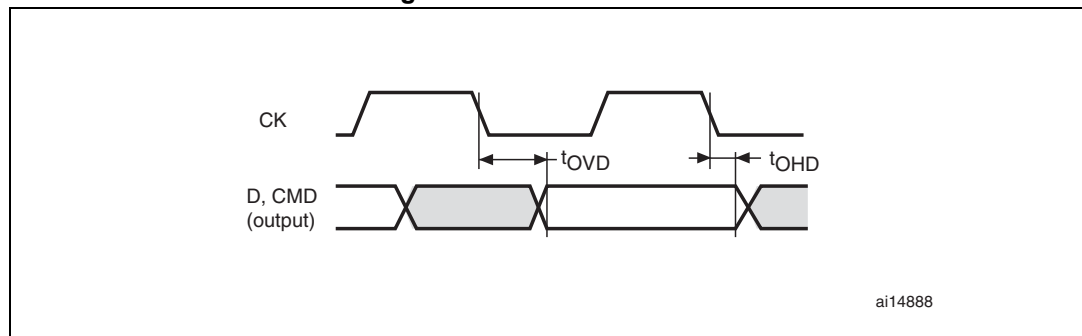 CK
tOVD
tOHD
D, CMD
(output)
ai14888